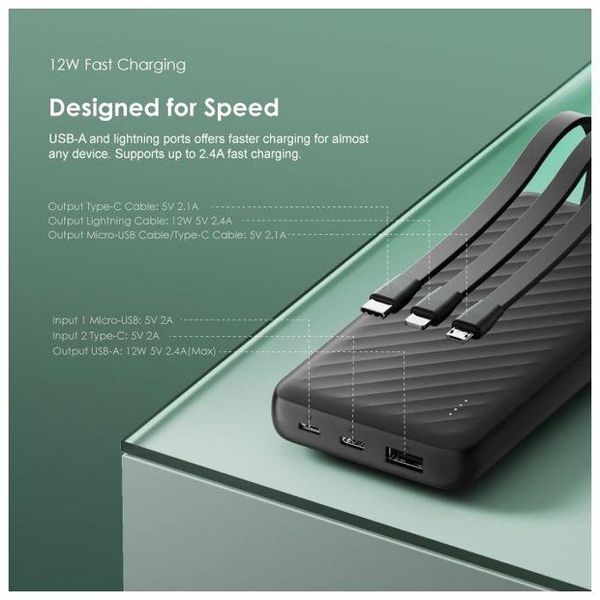 12W Fast Charging
Designed for Speed
USB-A and lightning ports offers faster charging for almost
any device. Supports up to 2.4A fast charging.
Output Type-C Cable: 5V 2.1A
Output Lightning Cable: 12W 5V 2.4A
Output Micro-USB Cable/Type-C Cable: 5V 2.1A
Input 1 Micro-USB: 5V 2A
Input 2 Type-C: 5V 2A
Output USB-A: 12W 5V 2.4A(Max)